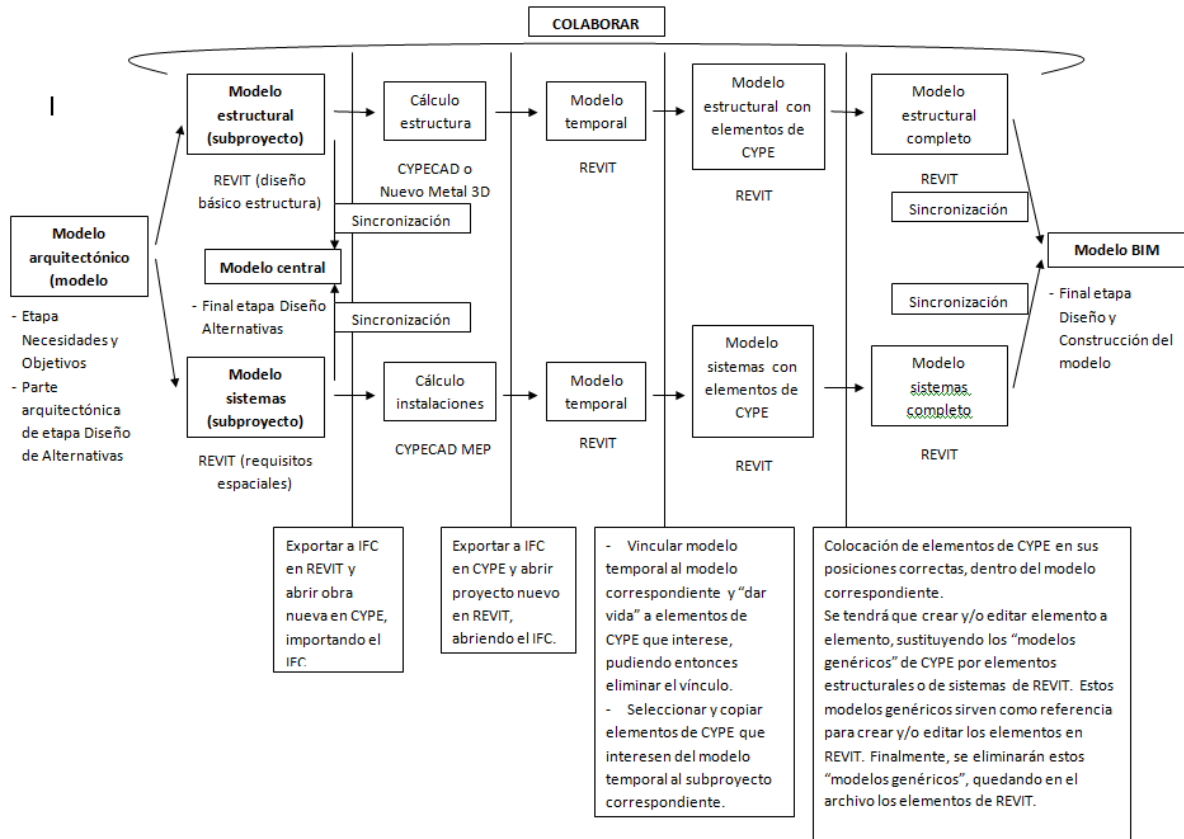 COLABORAR
l
Modelo
arquitectónico
(modelo
- Etapa
Necesidades y
Objetivos
- Parte
arquitectónica
de etapa Diseño
de Alternativas
Modelo
estructural
(subproyecto)
REVIT (diseño
básico estructura)
Sincronización
Modelo central
- Final etapa Diseño
Alternativas
Sincronización
Modelo
sistemas
(subproyecto)
REVIT (requisitos
espaciales)
Cálculo
estructura
CYPECAD o
Nuevo Metal 3D
Cálculo
instalaciones
CYPECAD MEP
Modelo
temporal
REVIT
Modelo
temporal
REVIT
Modelo
estructural con
elementos de
CYPE
REVIT
Modelo
sistemas con
elementos de
CYPE
REVIT
Modelo
estructural
completo
REVIT
Sincronización
Sincronización
Modelo
sistemas
completo
REVIT
Modelo BIM
- Final etapa
Diseño y
Construcción del
modelo
Exportar a IFC
en REVIT y
abrir obra
nueva en CYPE,
importando el
IFC
Exportar a IFC
en CYPE y abrir
proyecto nuevo
en REVIT,
abriendo el IFC.
- Vincular modelo
temporal al modelo
correspondiente y “dar
vida” a elementos de
CYPE que interese,
pudiendo entonces
eliminar el vínculo.
- Seleccionar y copiar
elementos de CYPE que
interesen del modelo
temporal al subproyecto
correspondiente.
Colocación de elementos de CYPE en sus
posiciones correctas, dentro del modelo
correspondiente.
Se tendrá que crear y/o editar elemento a
elemento, sustituyendo los “modelos
genéricos” de CYPE por elementos
estructurales o de sistemas de REVIT. Estos
modelos genéricos sirven como referencia
para crear y/o editar los elementos en
REVIT. Finalmente, se eliminarán estos
“modelos genéricos”, quedando en el
archivo los elementos de REVIT.